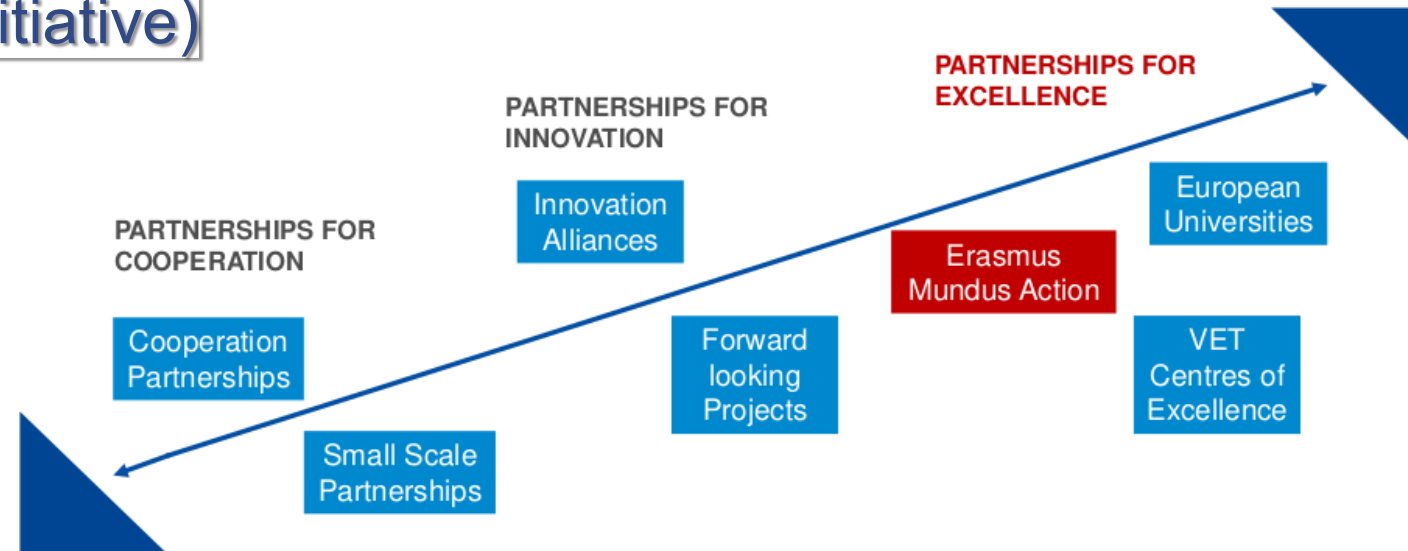 itiative)
PARTNERSHIPS FOR
EXCELLENCE
PARTNERSHIPS FOR
INNOVATION
European
Universities
Innovation
Alliances
PARTNERSHIPS FOR
COOPERATION
Erasmus
Mundus Action
Cooperation
Partnerships
Forward
looking
Projects
VET
Centres of
Excellence
Small Scale
Partnerships